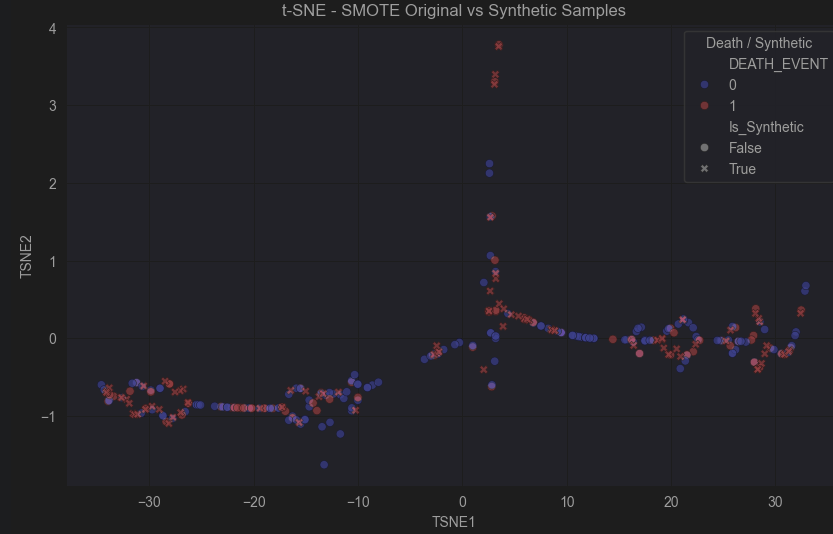 t-SNE - SMOTE Original vs Synthetic Samples
Death / Synthetic
DEATH_EVENT
0
1
Is_Synthetic
False
True
4
3
2
1
0
−1
TSNE2
−30
−20
−10
0
10
20
30
TSNE1